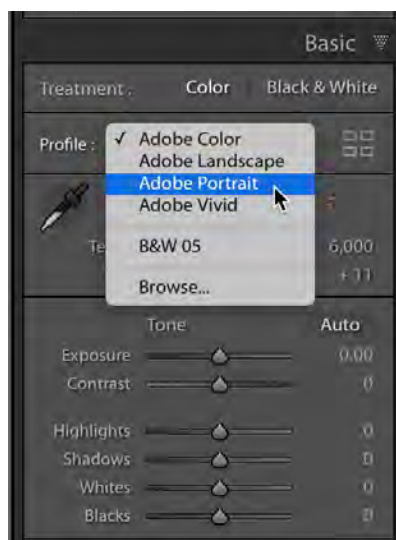 Basic
Treatment : Color Black & White
Profile : ✓ Adobe Color
Adobe Landscape
Adobe Portrait
Adobe Vivid
B&W 05
Browse...
6,000
+ 11
Tone Auto
Exposure 0.00
Contrast 0
Highlights 0
Shadows 0
Whites 0
Blacks 0